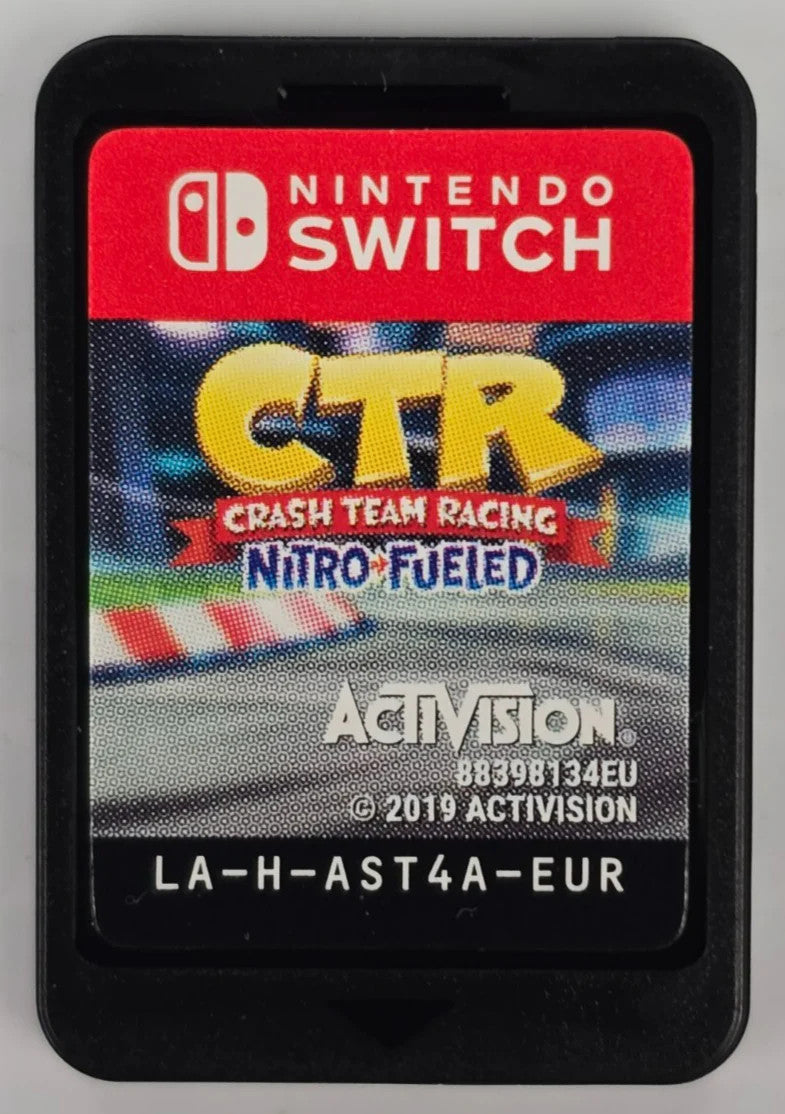 NINTENDO
SWITCH
CTR
CRASH TEAM RACING
NITRO FUELED
ACTIVISION®
88398134EU
© 2019 ACTIVISION
LA-H-AST4A-EUR